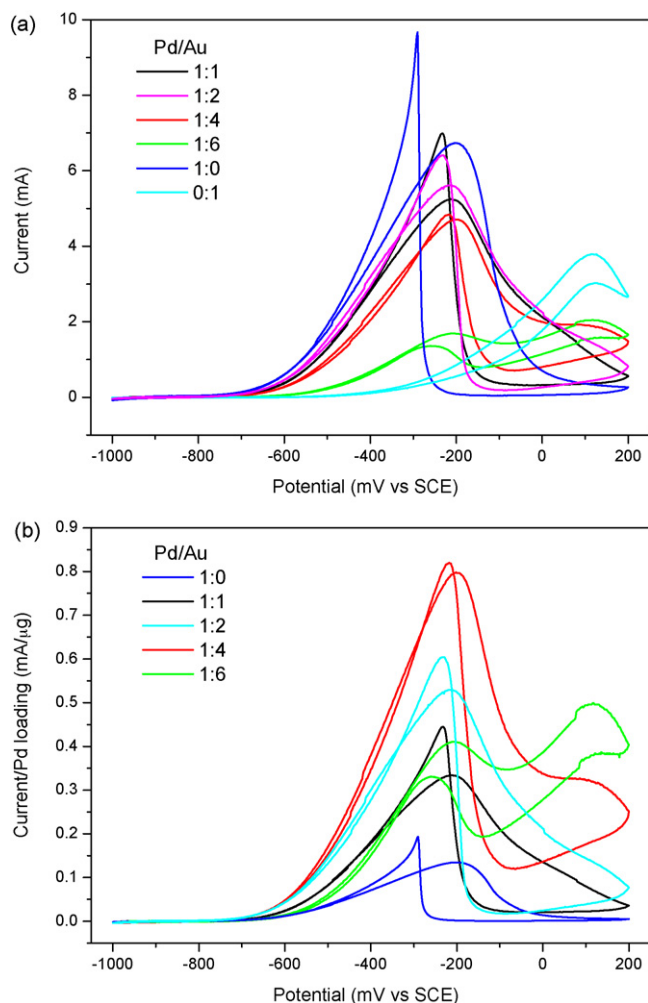 (a)
Pd/Au
1:1
1:2
1:4
1:6
1:0
0:1
Current (mA)
10
8
6
4
2
0
-1000 -800 -600 -400 -200 0 200
Potential (mV vs SCE)
(b)
Pd/Au
1:0
1:1
1:2
1:4
1:6
Current/Pd loading (mA/μg)
0.9
0.8
0.7
0.6
0.5
0.4
0.3
0.2
0.1
0.0
-1000 -800 -600 -400 -200 0 200
Potential (mV vs SCE)